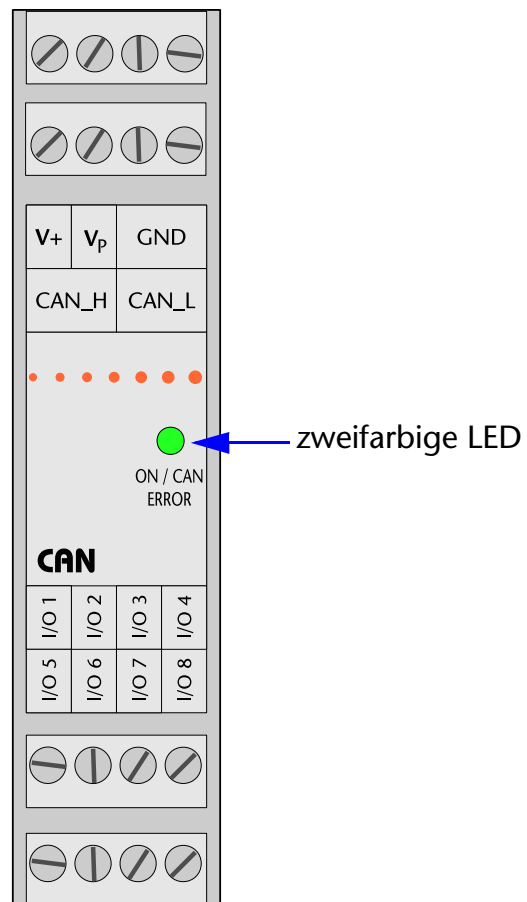 V+ VP GND
CAN_H CAN_L
zweifarbige LED
ON / CAN
ERROR
CAN
I/O 1 I/O 2 I/O 3 I/O 4
I/O 5 I/O 6 I/O 7 I/O 8